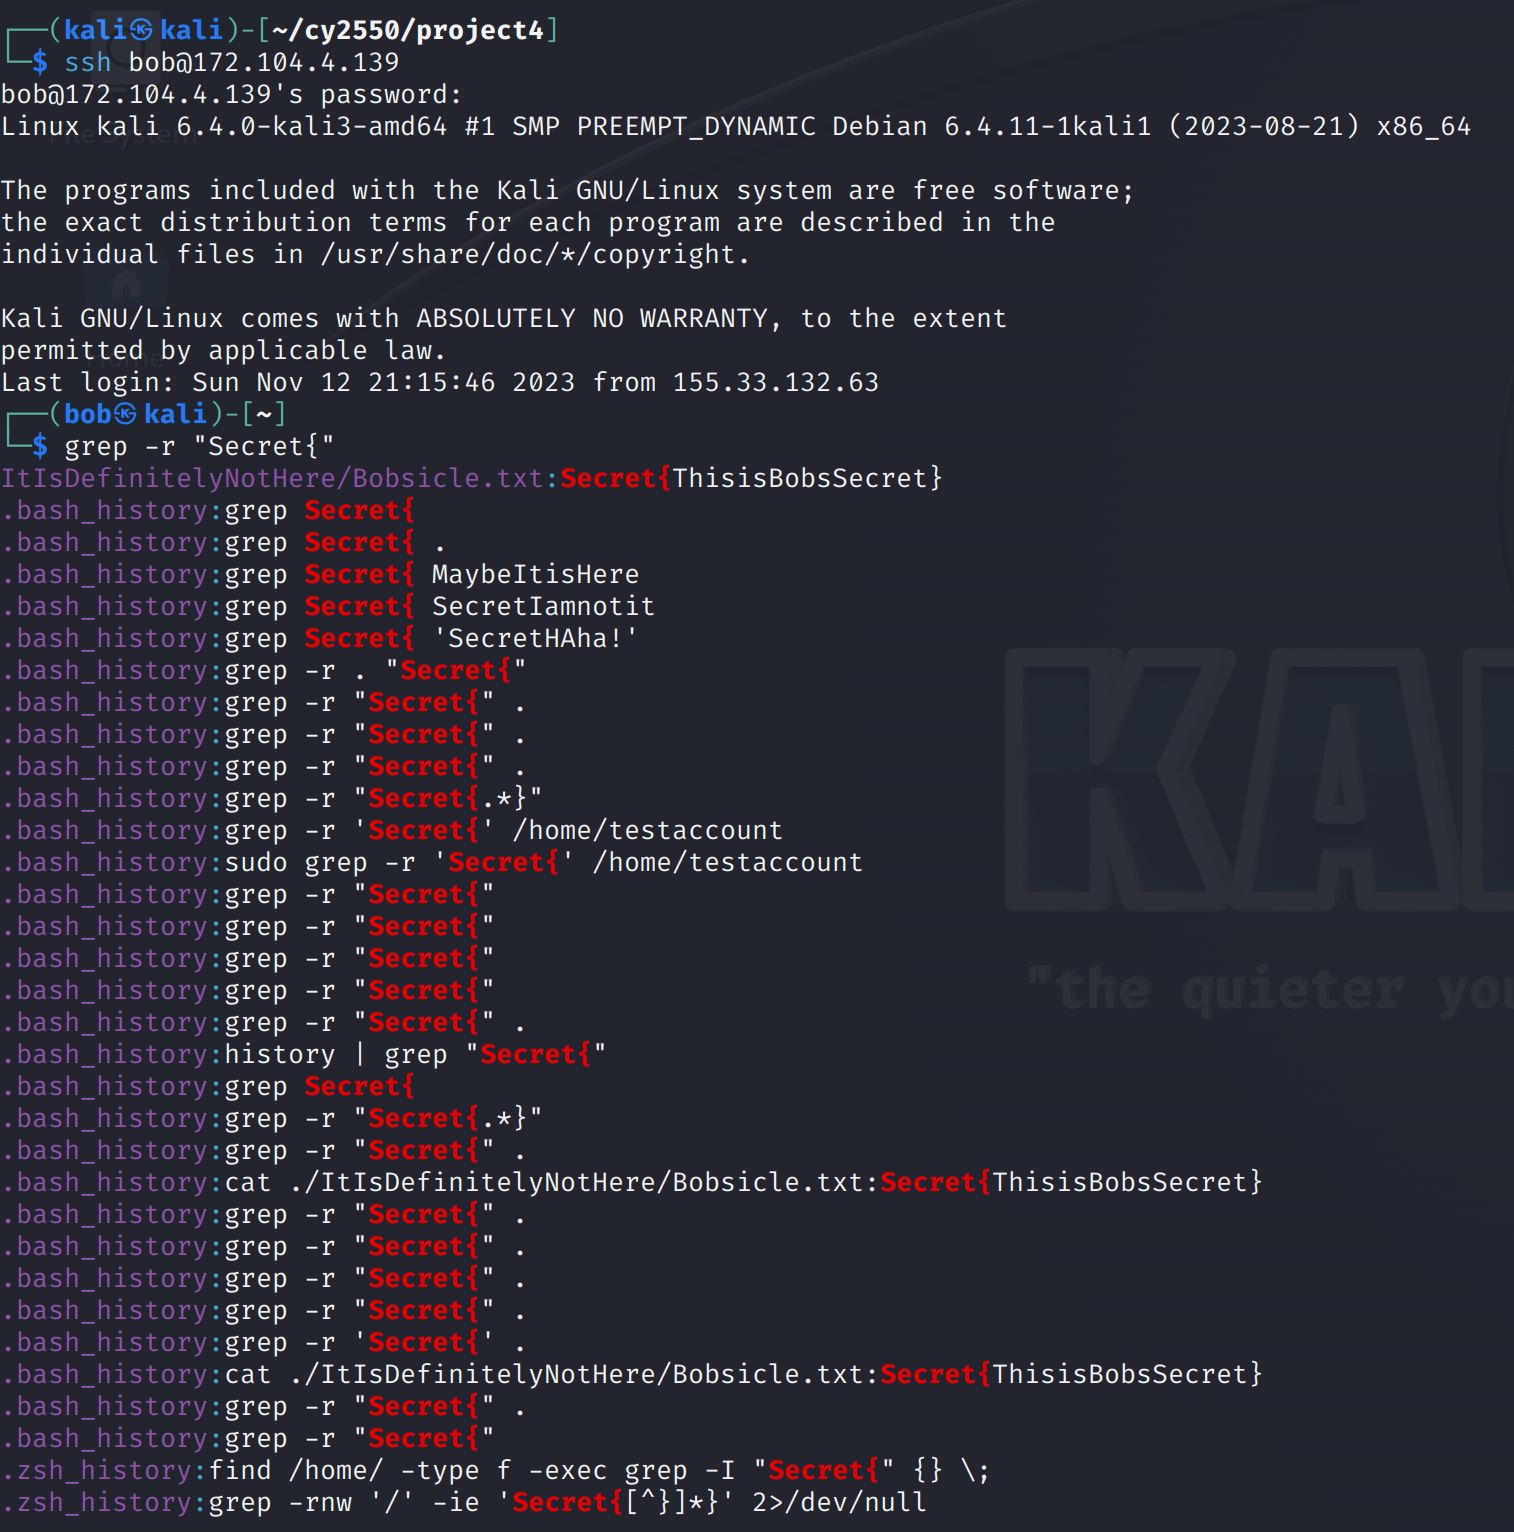 (kali㉿kali)-[~/cy2550/project4]
$ ssh bob@172.104.4.139
bob@172.104.4.139's password:
Linux kali 6.4.0-kali3-amd64 #1 SMP PREEMPT_DYNAMIC Debian 6.4.11-1kali1 (2023-08-21) x86_64
The programs included with the Kali GNU/Linux system are free software;
the exact distribution terms for each program are described in the
individual files in /usr/share/doc/*/copyright.
Kali GNU/Linux comes with ABSOLUTELY NO WARRANTY, to the extent
permitted by applicable law.
Last login: Sun Nov 12 21:15:46 2023 from 155.33.132.63
(bob㉿kali)-[~]
$ grep -r "Secret{"
ItIsDefinitelyNotHere/Bobsicle.txt:Secret{ThisisBobsSecret}
.bash_history:grep Secret{
.bash_history:grep Secret{ .
.bash_history:grep Secret{ MaybeItisHere
.bash_history:grep Secret{ SecretIamnotit
.bash_history:grep Secret{ 'SecretHAha!'
.bash_history:grep -r . "Secret{"
.bash_history:grep -r "Secret{" .
.bash_history:grep -r "Secret{" .
.bash_history:grep -r "Secret{" .
.bash_history:grep -r "Secret{.*}"
.bash_history:grep -r 'Secret{' /home/testaccount
.bash_history:sudo grep -r 'Secret{' /home/testaccount
.bash_history:grep -r "Secret{"
.bash_history:grep -r "Secret{"
.bash_history:grep -r "Secret{"
.bash_history:grep -r "Secret{"
.bash_history:grep -r "Secret{" .
.bash_history:history | grep "Secret{"
.bash_history:grep Secret{
.bash_history:grep -r "Secret{.*}"
.bash_history:grep -r "Secret{" .
.bash_history:cat ./ItIsDefinitelyNotHere/Bobsicle.txt:Secret{ThisisBobsSecret}
.bash_history:grep -r "Secret{" .
.bash_history:grep -r "Secret{" .
.bash_history:grep -r "Secret{" .
.bash_history:grep -r "Secret{" .
.bash_history:grep -r 'Secret{' .
.bash_history:cat ./ItIsDefinitelyNotHere/Bobsicle.txt:Secret{ThisisBobsSecret}
.bash_history:grep -r "Secret{" .
.bash_history:grep -r "Secret{"
.zsh_history:find /home/ -type f -exec grep -I "Secret{" {} \;
.zsh_history:grep -rnw '/' -ie 'Secret{[^}]*}' 2>/dev/null
File System
Home
KA
"the quieter you